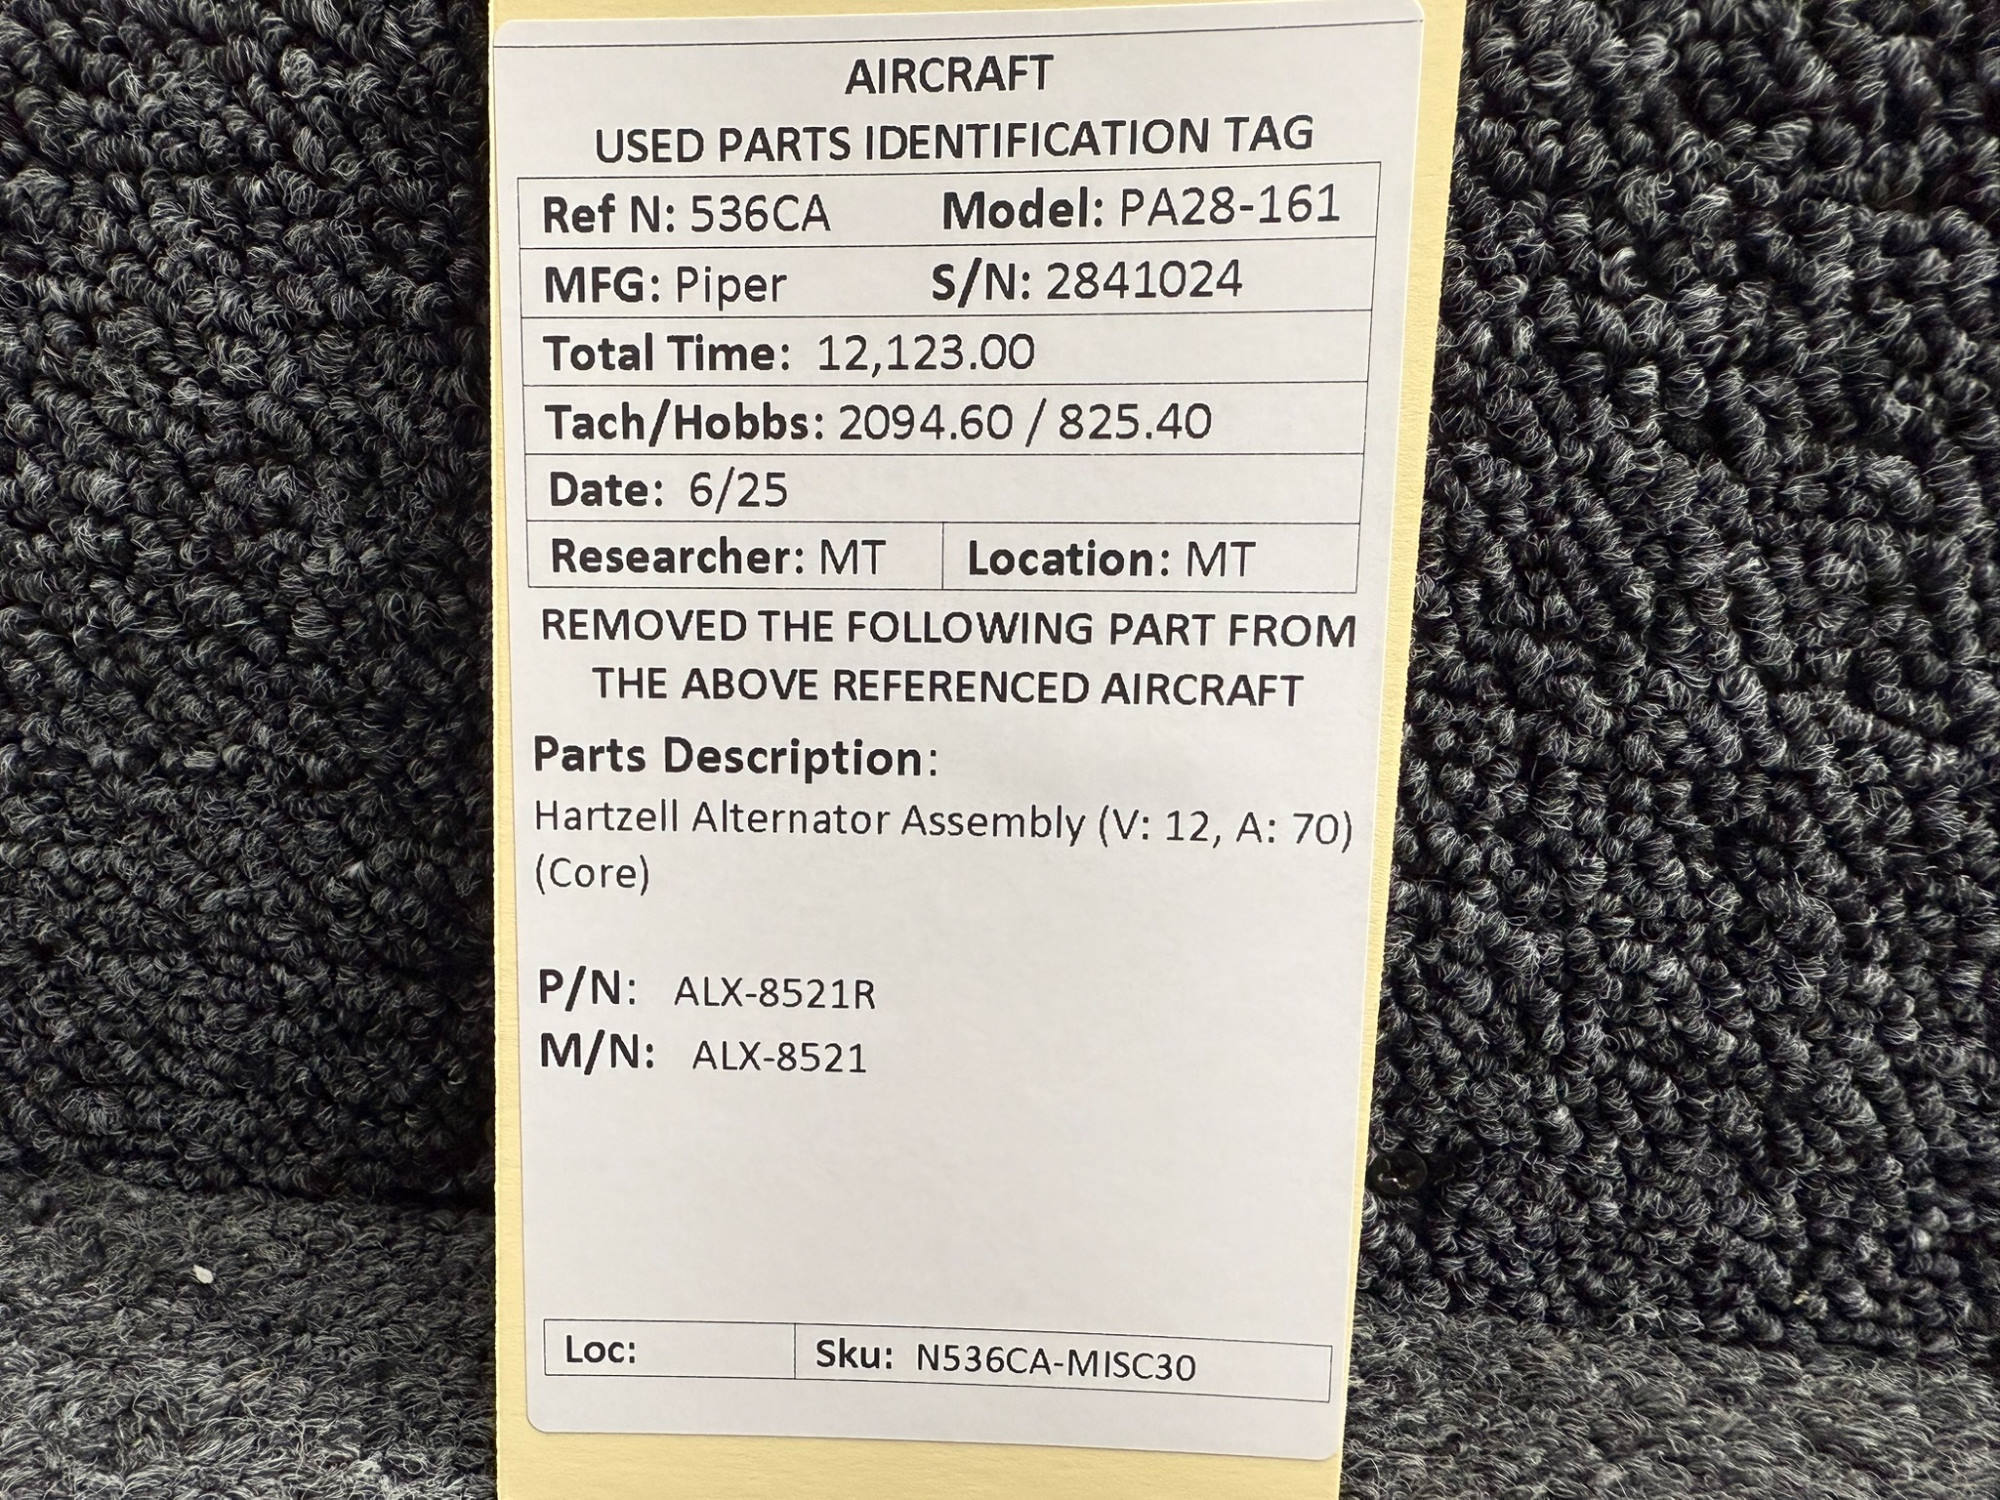 AIRCRAFT
USED PARTS IDENTIFICATION TAG
Ref N: 536CA Model: PA28-161
MFG: Piper S/N: 2841024
Total Time: 12,123.00
Tach/Hobbs: 2094.60 / 825.40
Date: 6/25
Researcher: MT Location: MT
REMOVED THE FOLLOWING PART FROM
THE ABOVE REFERENCED AIRCRAFT
Parts Description:
Hartzell Alternator Assembly (V: 12, A: 70)
(Core)
P/N: ALX-8521R
M/N: ALX-8521
Loc: Sku: N536CA-MISC30